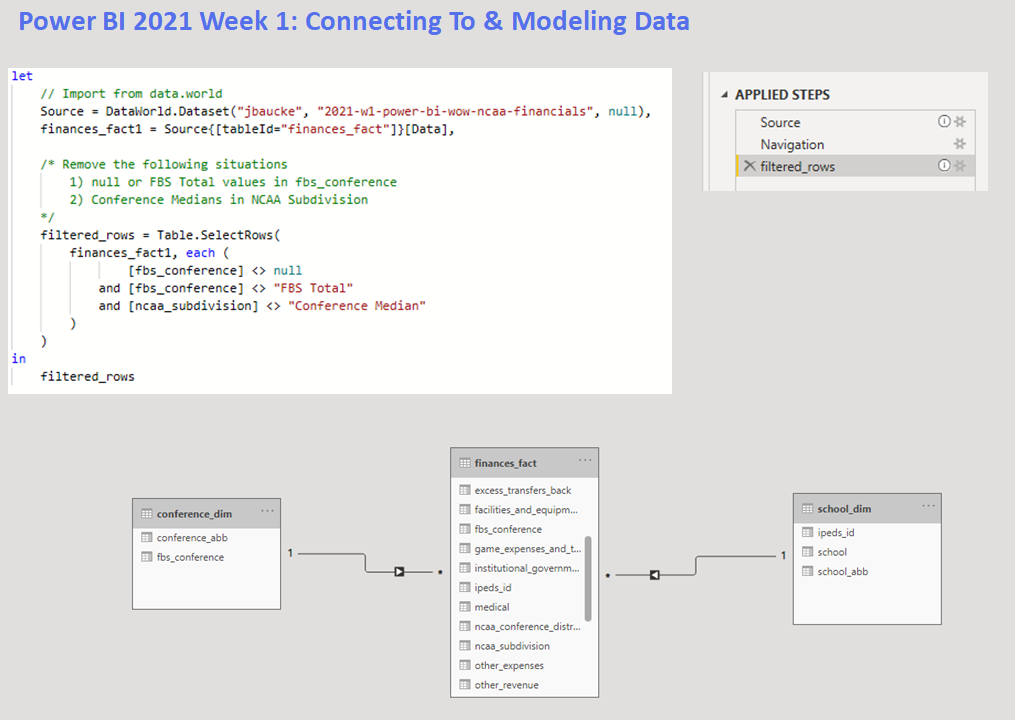 Power BI 2021 Week 1: Connecting To & Modeling Data
let
// Import from data.world
Source = DataWorld.Dataset("jbaucke", "2021-w1-power-bi-wow-ncaa-financials", null),
finances_fact1 = Source{[tableId="finances_fact"]}[Data],
/* Remove the following situations
1) null or FBS Total values in fbs_conference
2) Conference Medians in NCAA Subdivision
*/
filtered_rows = Table.SelectRows(
finances_fact1, each (
[fbs_conference] <> null
and [fbs_conference] <> "FBS Total"
and [ncaa_subdivision] <> "Conference Median"
)
)
in
filtered_rows
APPLIED STEPS
Source
Navigation
filtered_rows
conference_dim
conference_abb
fbs_conference
1
*
finances_fact
excess_transfers_back
facilities_and_equipm...
fbs_conference
game_expenses_and_t...
institutional_governm...
ipeds_id
medical
ncaa_conference_distr...
ncaa_subdivision
other_expenses
other_revenue
*
1
school_dim
ipeds_id
school
school_abb